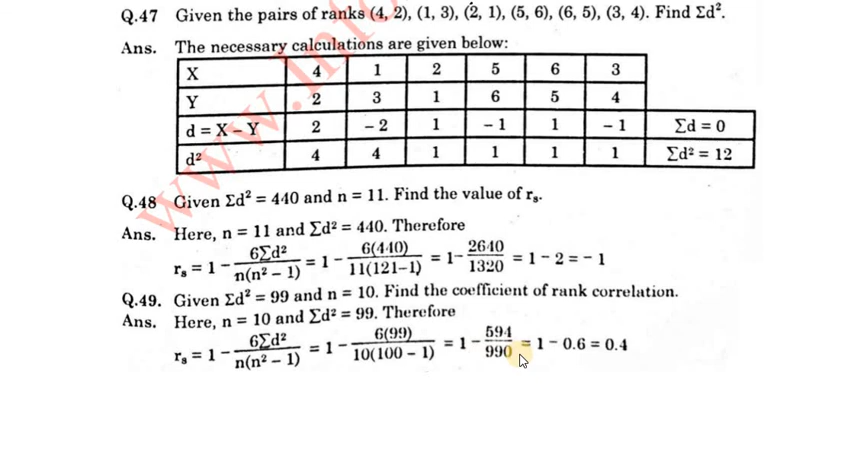 Q.47 Given the pairs of ranks (4, 2), (1, 3), (2, 1), (5, 6), (6, 5), (3, 4). Find Σd².
Ans. The necessary calculations are given below:
X 4 1 2 5 6 3
Y 2 3 1 6 5 4
d = X – Y 2 – 2 1 – 1 1 – 1 Σd = 0
d² 4 4 1 1 1 1 Σd² = 12
Q.48 Given Σd² = 440 and n = 11. Find the value of rₛ.
Ans. Here, n = 11 and Σd² = 440. Therefore
rₛ = 1 – 6Σd²/n(n² – 1) = 1 – 6(440)/11(121–1) = 1 – 2640/1320 = 1 – 2 = – 1
Q.49. Given Σd² = 99 and n = 10. Find the coefficient of rank correlation.
Ans. Here, n = 10 and Σd² = 99. Therefore
rₛ = 1 – 6Σd²/n(n² – 1) = 1 – 6(99)/10(100 – 1) = 1 – 594/990 = 1 – 0.6 = 0.4
www.Info